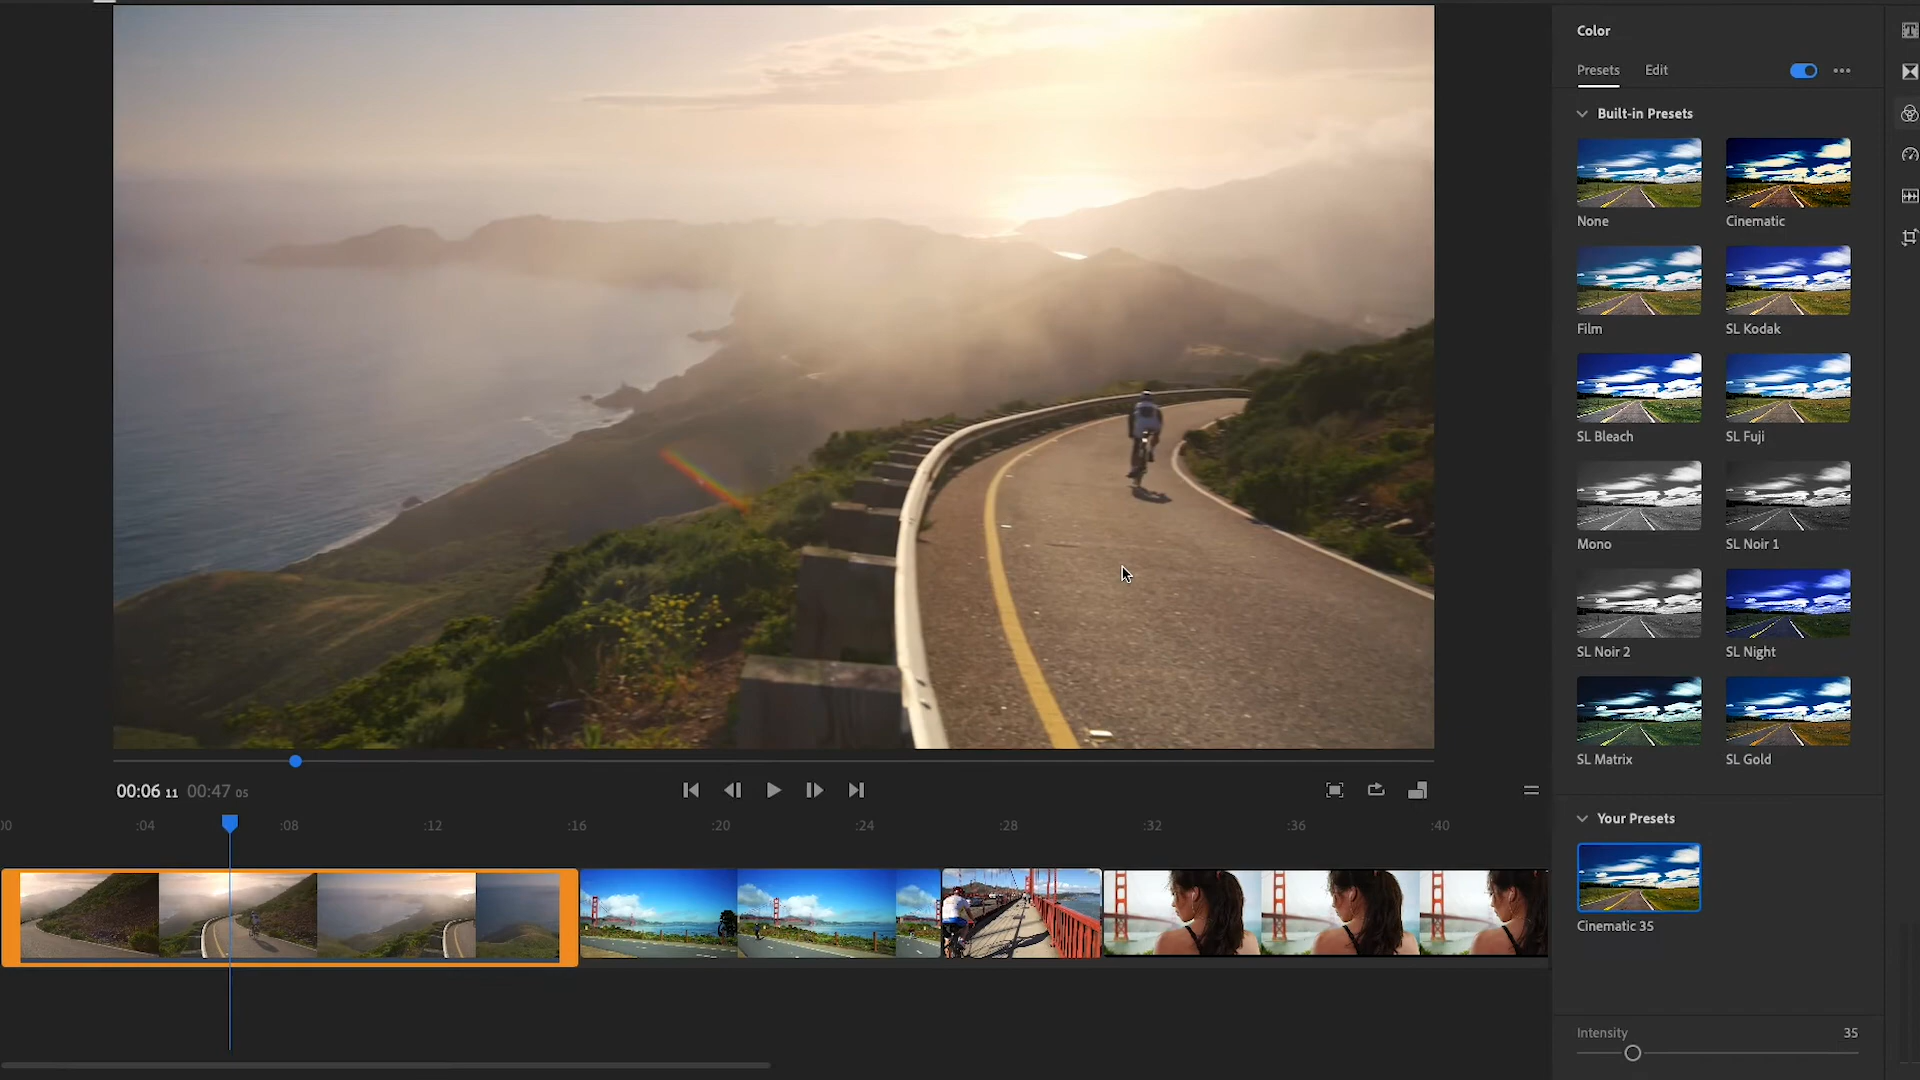 Color
Presets Edit
Built-in Presets
None Cinematic
Film SL Kodak
SL Bleach SL Fuji
Mono SL Noir 1
SL Noir 2 SL Night
SL Matrix SL Gold
00:06 11 00:47 05
00 :04 :08 :12 :16 :20 :24 :28 :32 :36 :40
Your Presets
Cinematic 35
Intensity 35